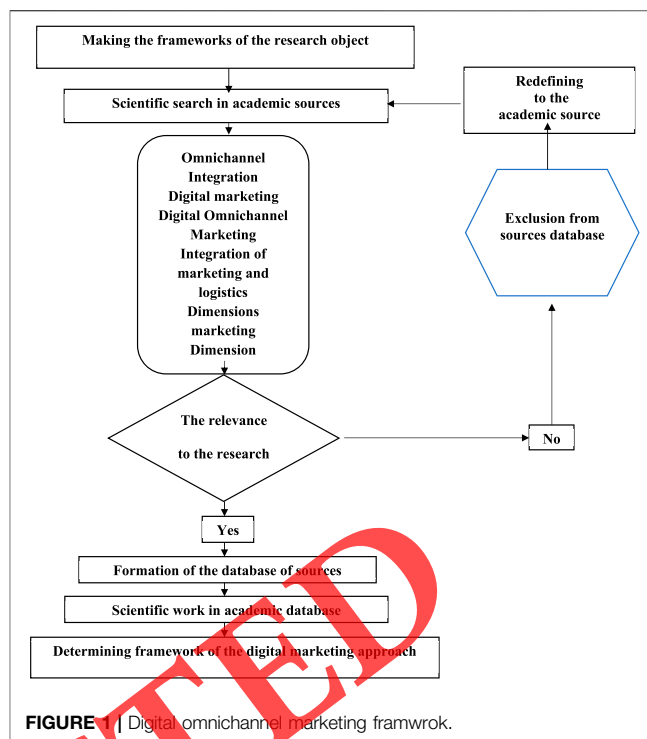 Making the frameworks of the research object
Scientific search in academic sources
Redefining
to the
academic source
Omnichannel
Integration
Digital marketing
Digital Omnichannel
Marketing
Integration of
marketing and
logistics
Dimensions
marketing
Dimension
Exclusion from
sources database
The relevance
to the research
No
Yes
Formation of the database of sources
Scientific work in academic database
Determining framework of the digital marketing approach
TED
FIGURE 1 | Digital omnichannel marketing framwrok.